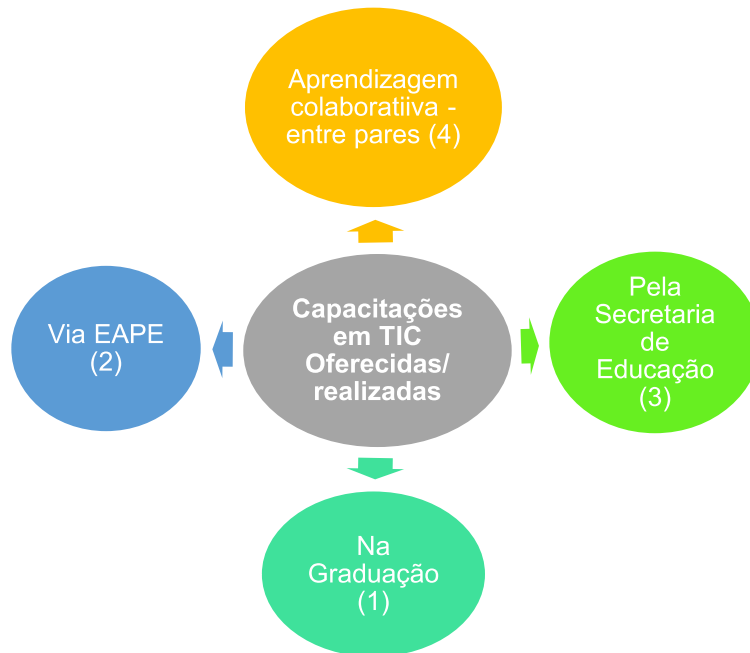 Aprendizagem
colaboratiiva -
entre pares (4)
Via EAPE
(2)
Capacitações
em TIC
Oferecidas/
realizadas
Pela
Secretaria
de
Educação
(3)
Na
Graduação
(1)